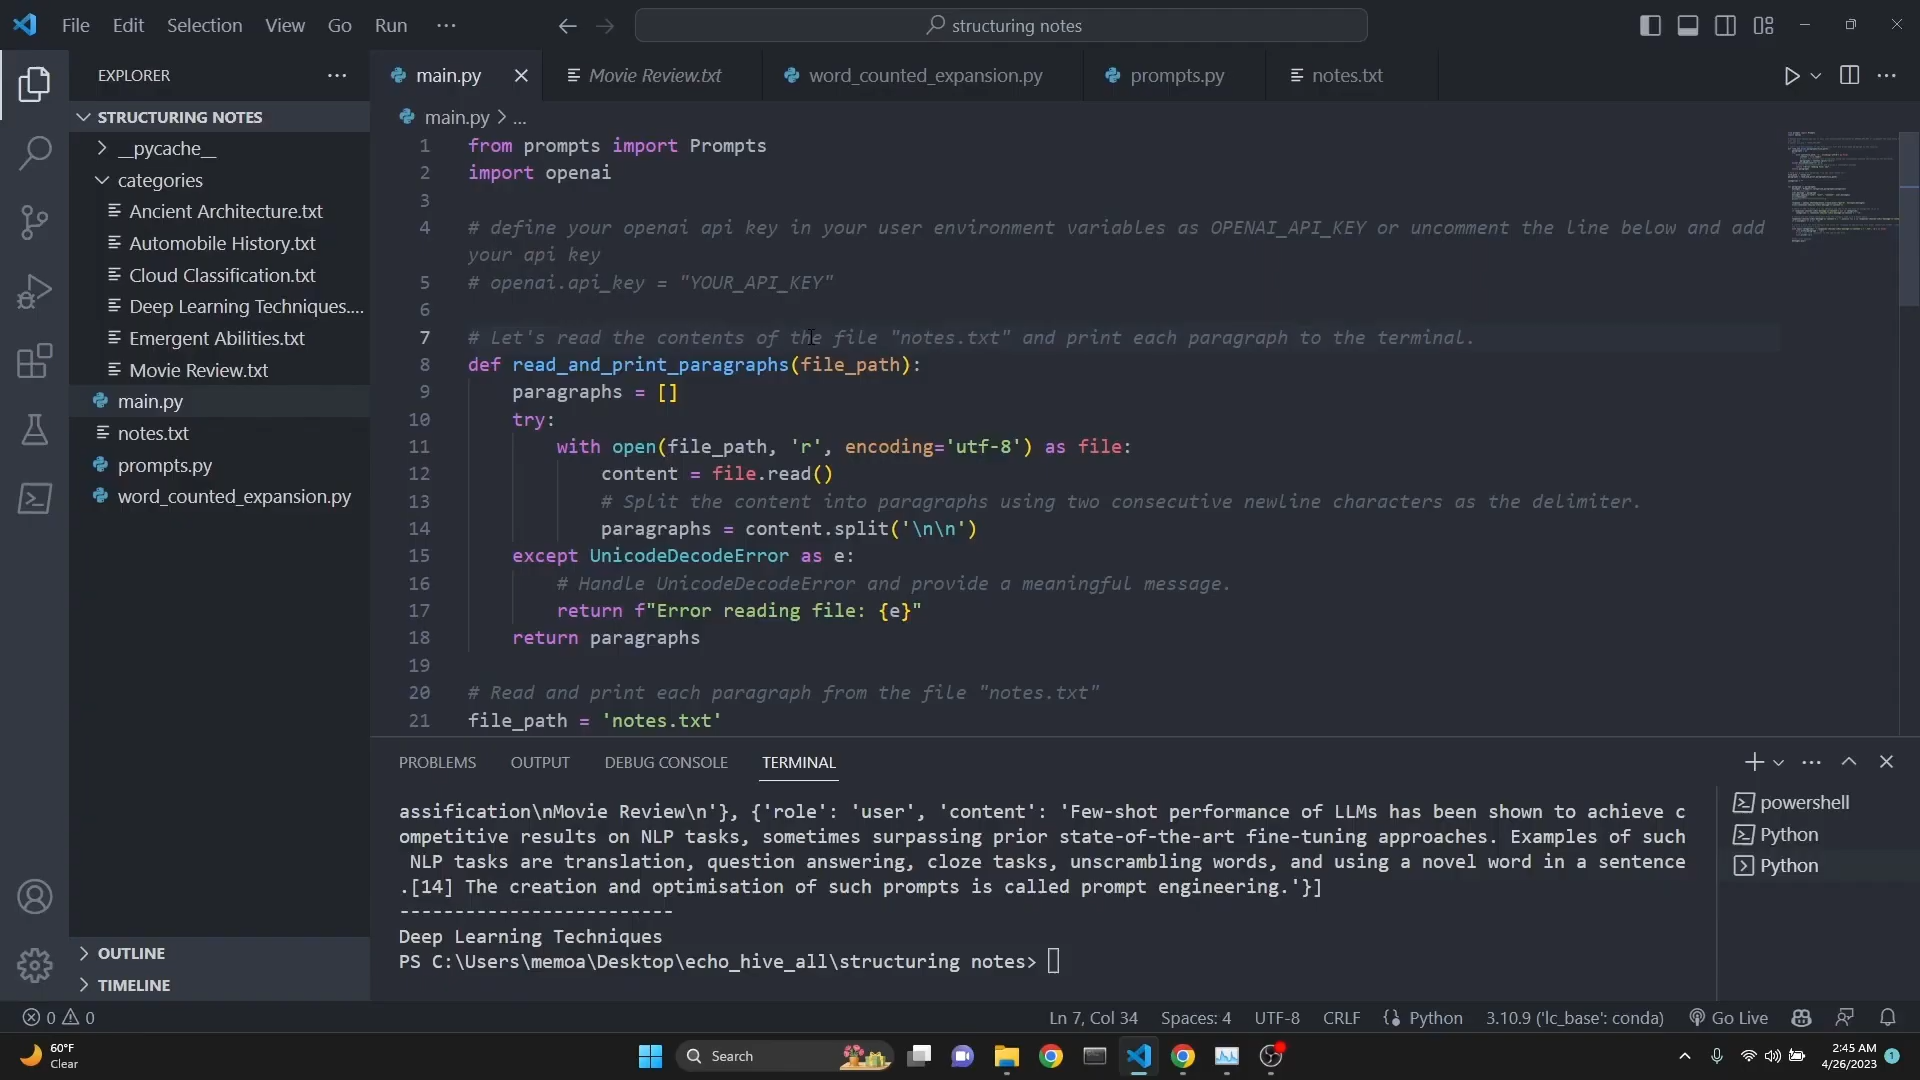 File Edit Selection View Go Run ···
structuring notes
EXPLORER ···
main.py Movie Review.txt word_counted_expansion.py prompts.py notes.txt
STRUCTURING NOTES
__pycache__
categories
Ancient Architecture.txt
Automobile History.txt
Cloud Classification.txt
Deep Learning Techniques....
Emergent Abilities.txt
Movie Review.txt
main.py
notes.txt
prompts.py
word_counted_expansion.py
OUTLINE
TIMELINE
main.py > ...
1 from prompts import Prompts
2 import openai
3
4 # define your openai api key in your user environment variables as OPENAI_API_KEY or uncomment the line below and add
your api key
5 # openai.api_key = "YOUR_API_KEY"
6
7 # Let's read the contents of the file "notes.txt" and print each paragraph to the terminal.
8 def read_and_print_paragraphs(file_path):
9 paragraphs = []
10 try:
11 with open(file_path, 'r', encoding='utf-8') as file:
12 content = file.read()
13 # Split the content into paragraphs using two consecutive newline characters as the delimiter.
14 paragraphs = content.split('\n\n')
15 except UnicodeDecodeError as e:
16 # Handle UnicodeDecodeError and provide a meaningful message.
17 return f"Error reading file: {e}"
18 return paragraphs
19
20 # Read and print each paragraph from the file "notes.txt"
21 file_path = 'notes.txt'
PROBLEMS OUTPUT DEBUG CONSOLE TERMINAL
assification\nMovie Review\n'}, {'role': 'user', 'content': 'Few-shot performance of LLMs has been shown to achieve c
ompetitive results on NLP tasks, sometimes surpassing prior state-of-the-art fine-tuning approaches. Examples of such
NLP tasks are translation, question answering, cloze tasks, unscrambling words, and using a novel word in a sentence
.[14] The creation and optimisation of such prompts is called prompt engineering.'}]
-------------------------
Deep Learning Techniques
PS C:\Users\memoa\Desktop\echo_hive_all\structuring notes>
powershell
Python
Python
0 0
Ln 7, Col 34 Spaces: 4 UTF-8 CRLF Python 3.10.9 ('lc_base': conda) Go Live
60°F
Clear
Search
2:45 AM
4/26/2023
1